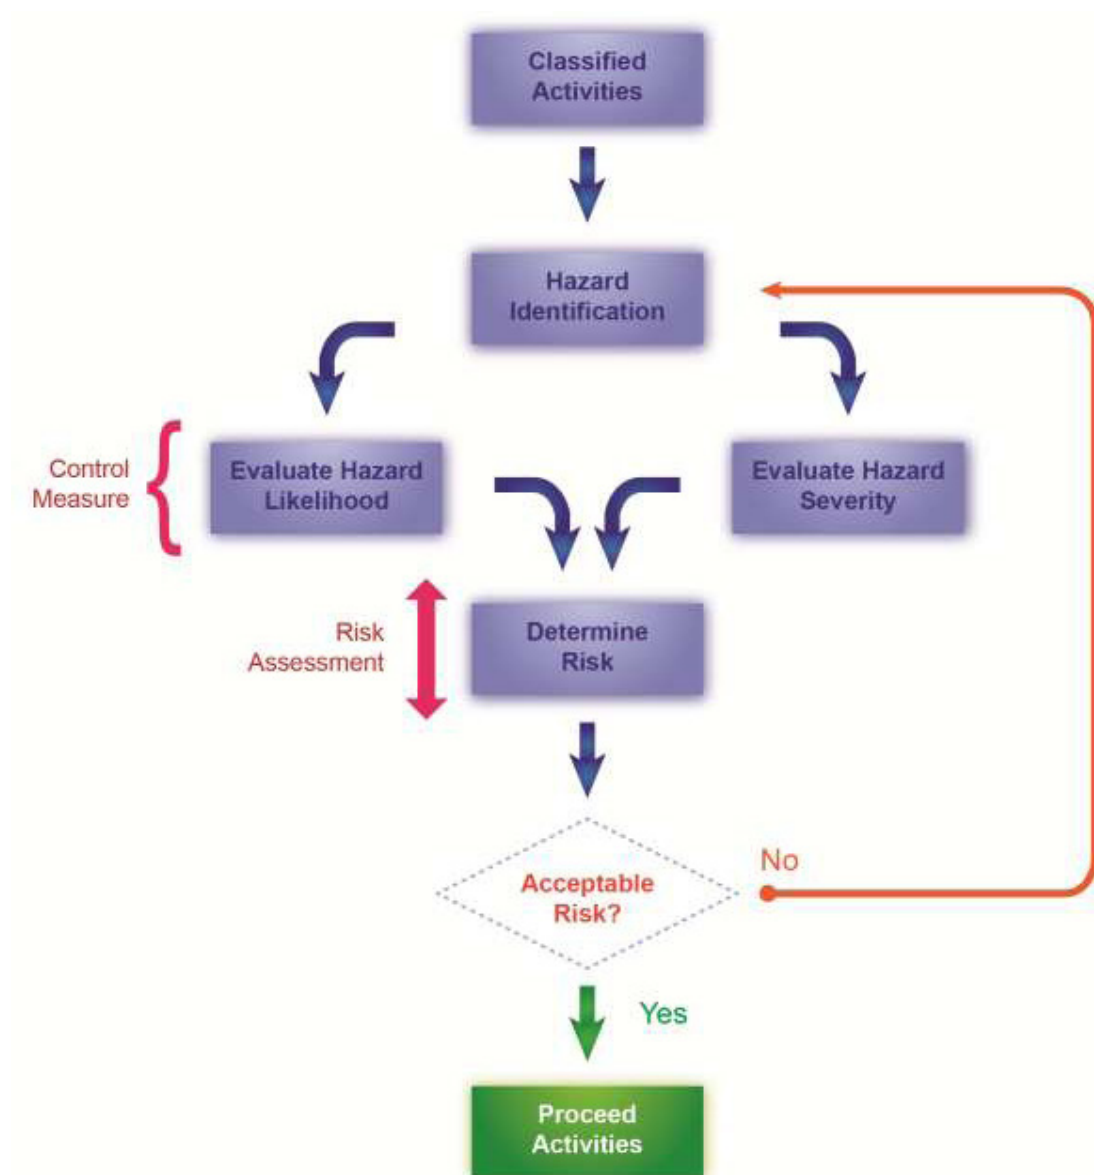 Classified
Activities
Hazard
Identification
Control
Measure
Evaluate Hazard
Likelihood
Evaluate Hazard
Severity
Risk
Assessment
Determine
Risk
Acceptable
Risk?
No
Yes
Proceed
Activities